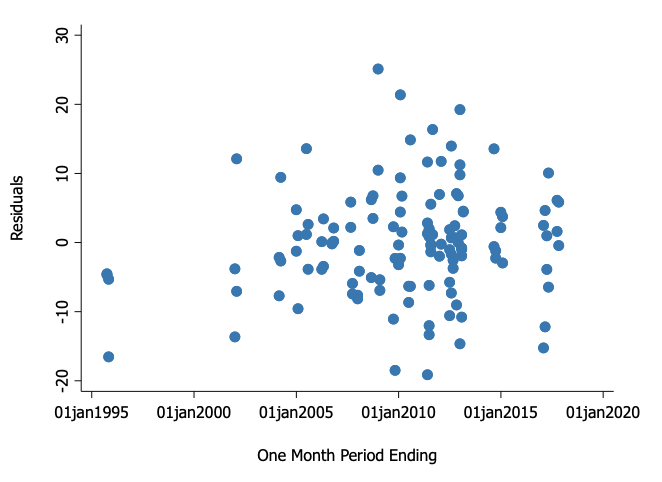 30
20
10
0
-10
-20
Residuals
01jan1995 01jan2000 01jan2005 01jan2010 01jan2015 01jan2020
One Month Period Ending